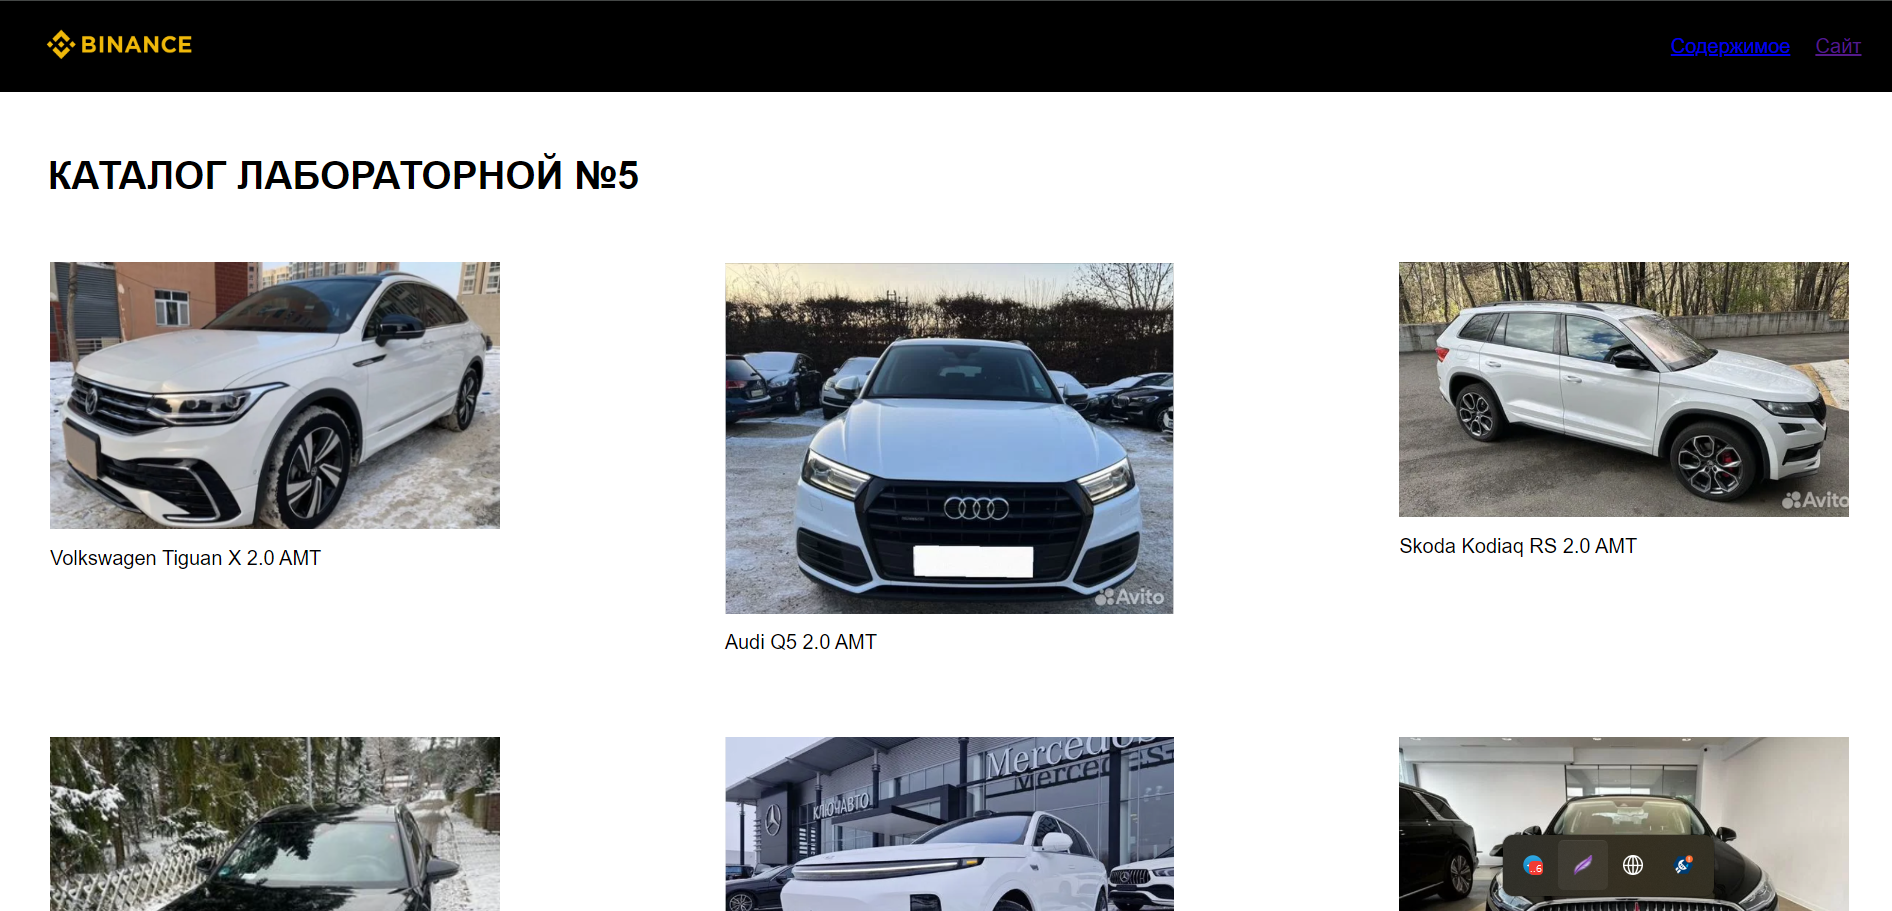 BINANCE
Содержимое Сайт
КАТАЛОГ ЛАБОРАТОРНОЙ №5
Avito
Avito
Volkswagen Tiguan X 2.0 AMT
Skoda Kodiaq RS 2.0 AMT
Audi Q5 2.0 AMT
Mercedes
КЛЮЧАВТО